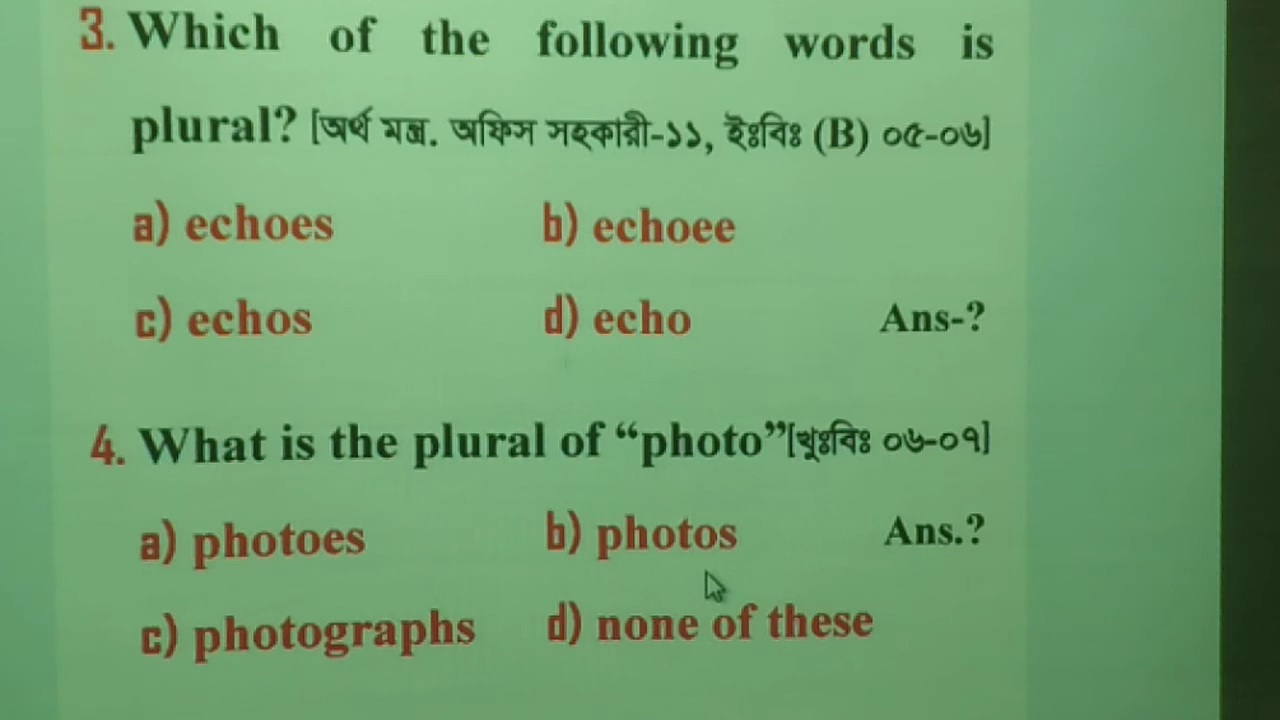 3. Which of the following words is
plural? [অর্থ মন্ত্র. অফিস সহকারী-১১, ইঃবিঃ (B) ০৫-০৬]
a) echoes b) echoee
c) echos d) echo Ans-?
4. What is the plural of “photo”[খুঃবিঃ ০৬-০৭]
a) photoes b) photos Ans.?
c) photographs d) none of these